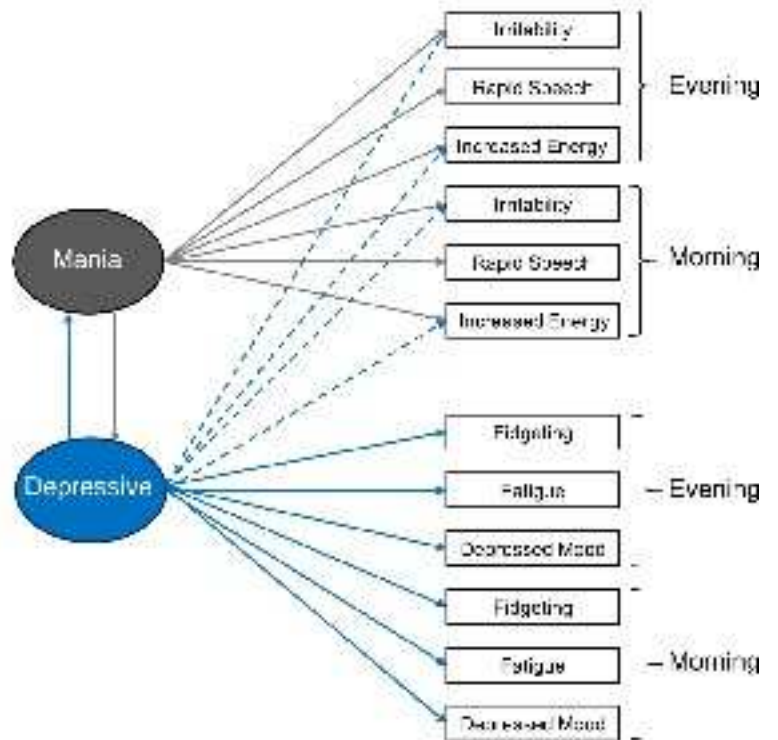 Irritability
Rapid Speech
Evening
Increased Energy
Irritability
Mania
Rapid Speech
Morning
Increased Energy
Fidgeting
Depressive
Fatigue
Evening
Depressed Mood
Fidgeting
Fatigue
Morning
Depressed Mood